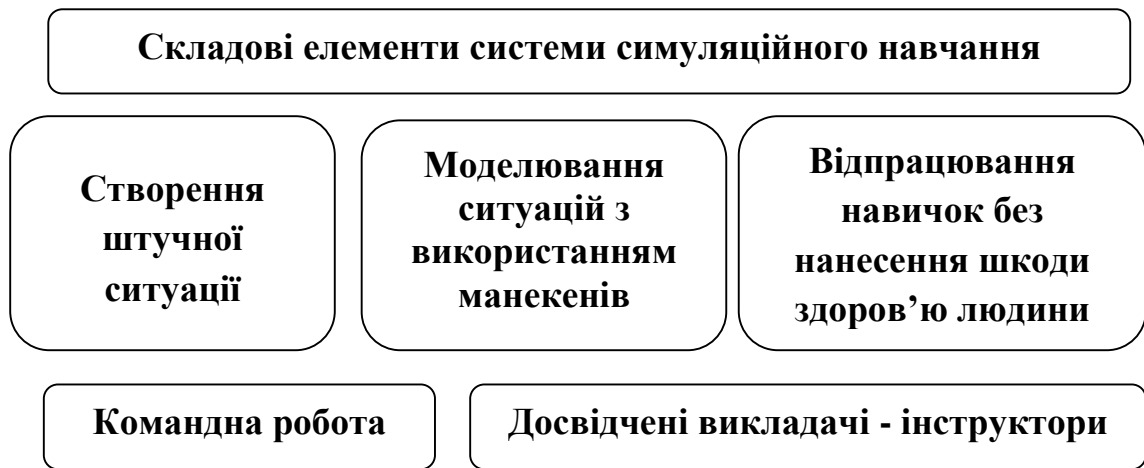 Складові елементи системи симуляційного навчання
Створення
штучної
ситуації
Моделювання
ситуацій з
використанням
манекенів
Відпрацювання
навичок без
нанесення шкоди
здоров’ю людини
Командна робота
Досвідчені викладачі - інструктори